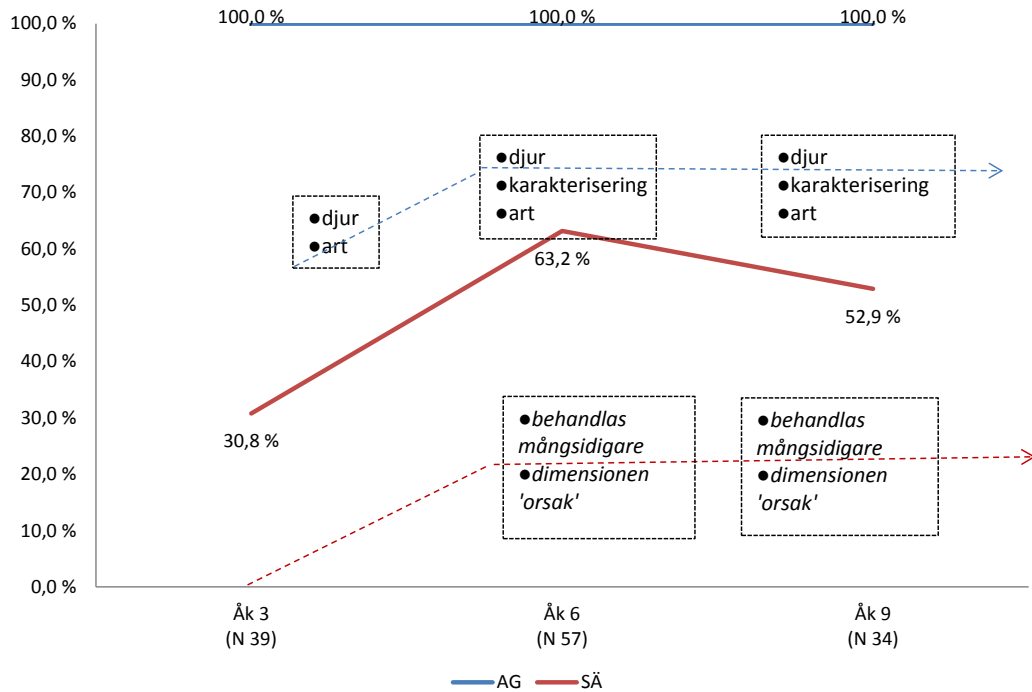 100,0 % 100,0 % 100,0 %
100,0 %
90,0 %
80,0 %
70,0 %
60,0 %
50,0 %
40,0 %
30,0 %
20,0 %
10,0 %
0,0 %
●djur
●art
●djur
●karakterisering
●art
●djur
●karakterisering
●art
30,8 %
63,2 %
52,9 %
●behandlas
mångsidigare
●dimensionen
'orsak'
●behandlas
mångsidigare
●dimensionen
'orsak'
Åk 3
(N 39)
Åk 6
(N 57)
Åk 9
(N 34)
AG SÄ